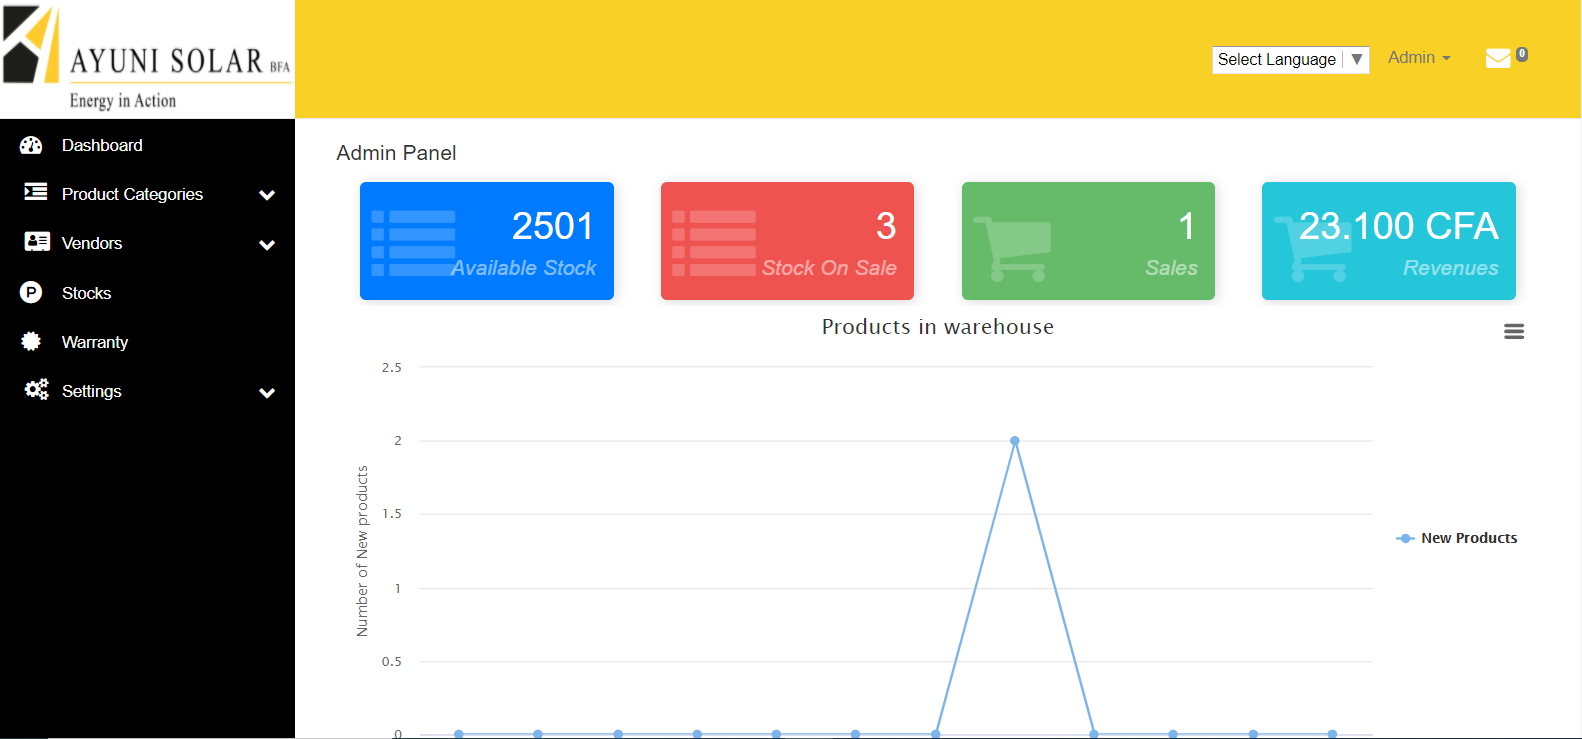 AYUNI SOLAR BFA
Energy in Action
Select Language ▼
Admin
0
Dashboard
Product Categories
Vendors
P
Stocks
Warranty
Settings
Admin Panel
2501
Available Stock
3
Stock On Sale
1
Sales
23.100 CFA
Revenues
Products in warehouse
Number of New products
2.5
2
1.5
1
0.5
0
New Products